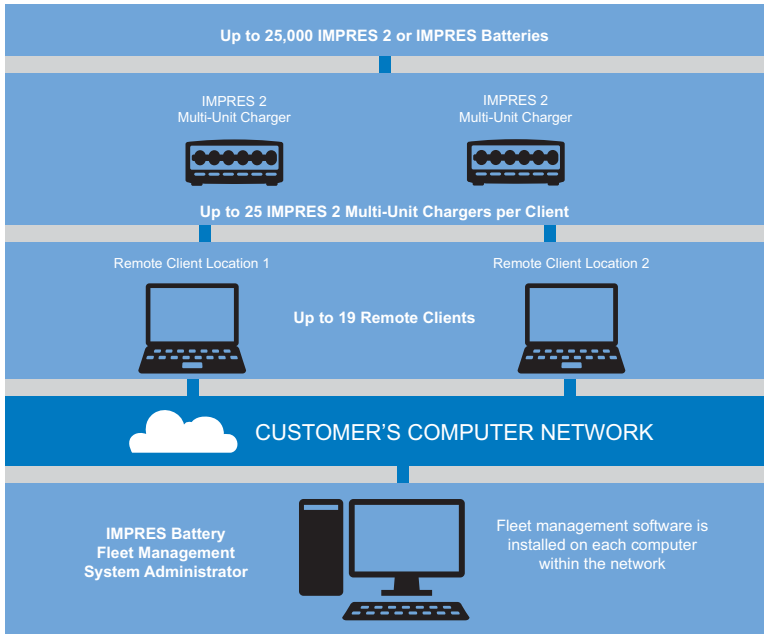 Up to 25,000 IMPRES 2 or IMPRES Batteries
IMPRES 2
Multi-Unit Charger
IMPRES 2
Multi-Unit Charger
Up to 25 IMPRES 2 Multi-Unit Chargers per Client
Remote Client Location 1
Remote Client Location 2
Up to 19 Remote Clients
CUSTOMER'S COMPUTER NETWORK
IMPRES Battery
Fleet Management
System Administrator
Fleet management software is
installed on each computer
within the network